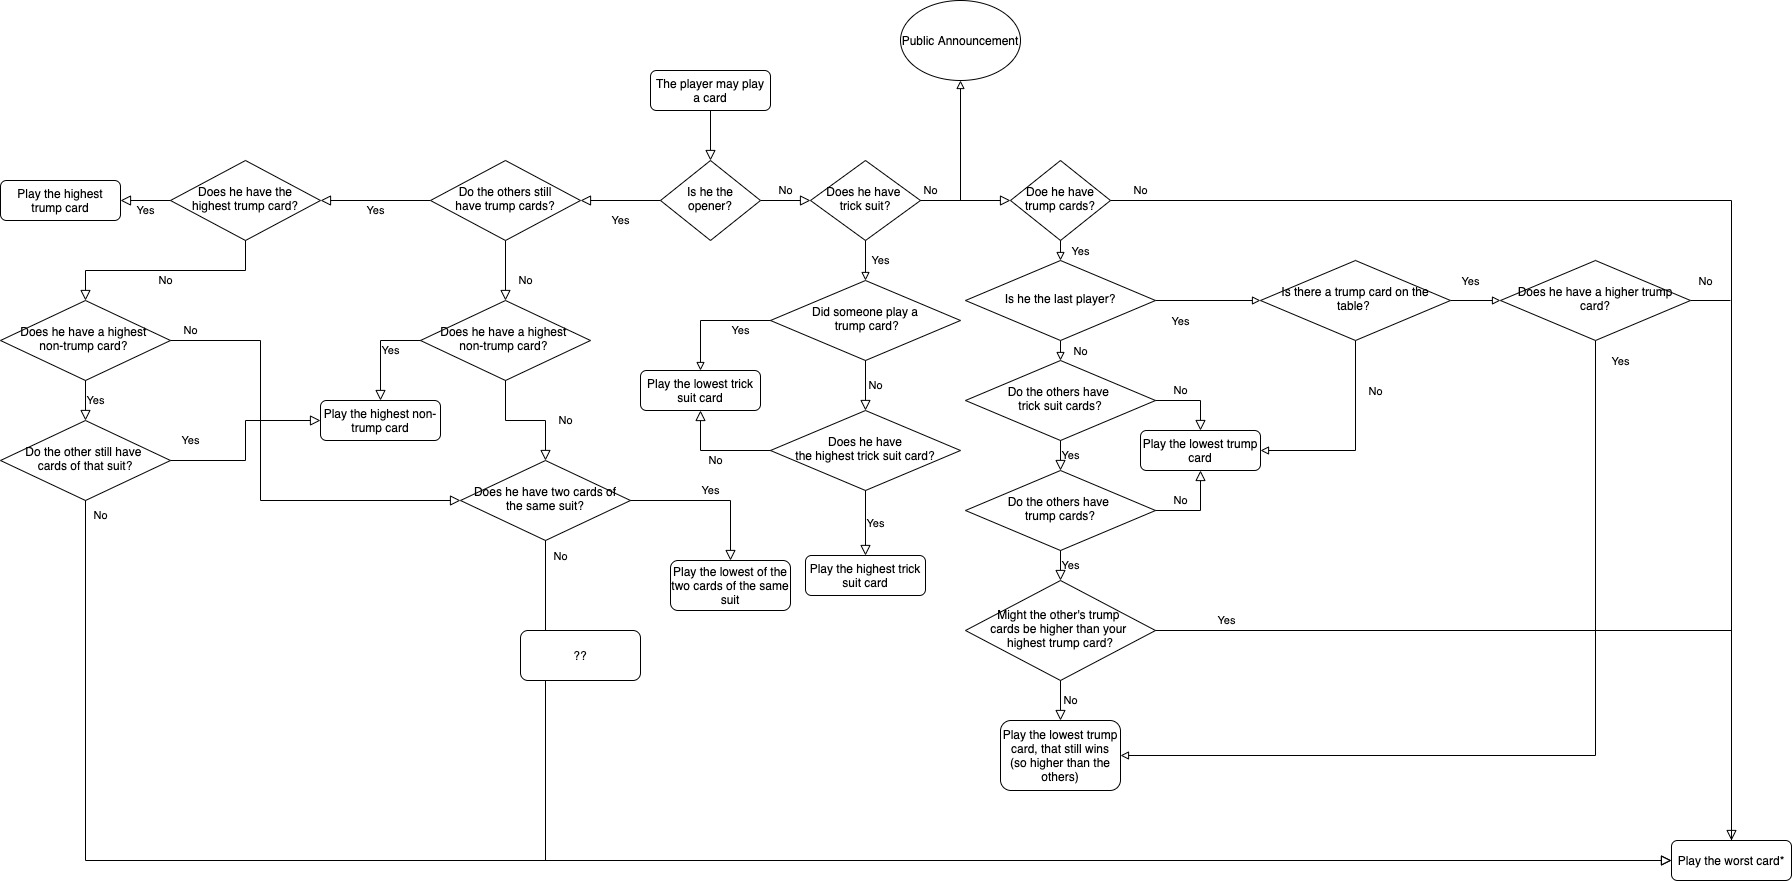 Public Announcement
The player may play
a card
Play the highest
trump card
Yes
Does he have the
highest trump card?
Yes
Do the others still
have trump cards?
Yes
Is he the
opener?
No
Does he have
trick suit?
No
Doe he have
trump cards?
No
No
No
Yes
Yes
Does he have a highest
non-trump card?
No
Does he have a highest
non-trump card?
Yes
Did someone play a
trump card?
Yes
Is he the last player?
Yes
Is there a trump card on the
table?
Yes
Does he have a higher trump
card?
No
Yes
No
Yes
Play the highest non-
trump card
No
Play the lowest trick
suit card
No
Do the others have
trick suit cards?
No
No
Do the other still have
cards of that suit?
Yes
Does he have
the highest trick suit card?
No
Yes
Play the lowest trump
card
No
Does he have two cards of
the same suit?
Yes
Yes
Do the others have
trump cards?
No
No
Play the lowest of the
two cards of the same
suit
Play the highest trick
suit card
Yes
Might the other's trump
cards be higher than your
highest trump card?
Yes
??
No
Play the lowest trump
card, that still wins
(so higher than the
others)
Play the worst card*